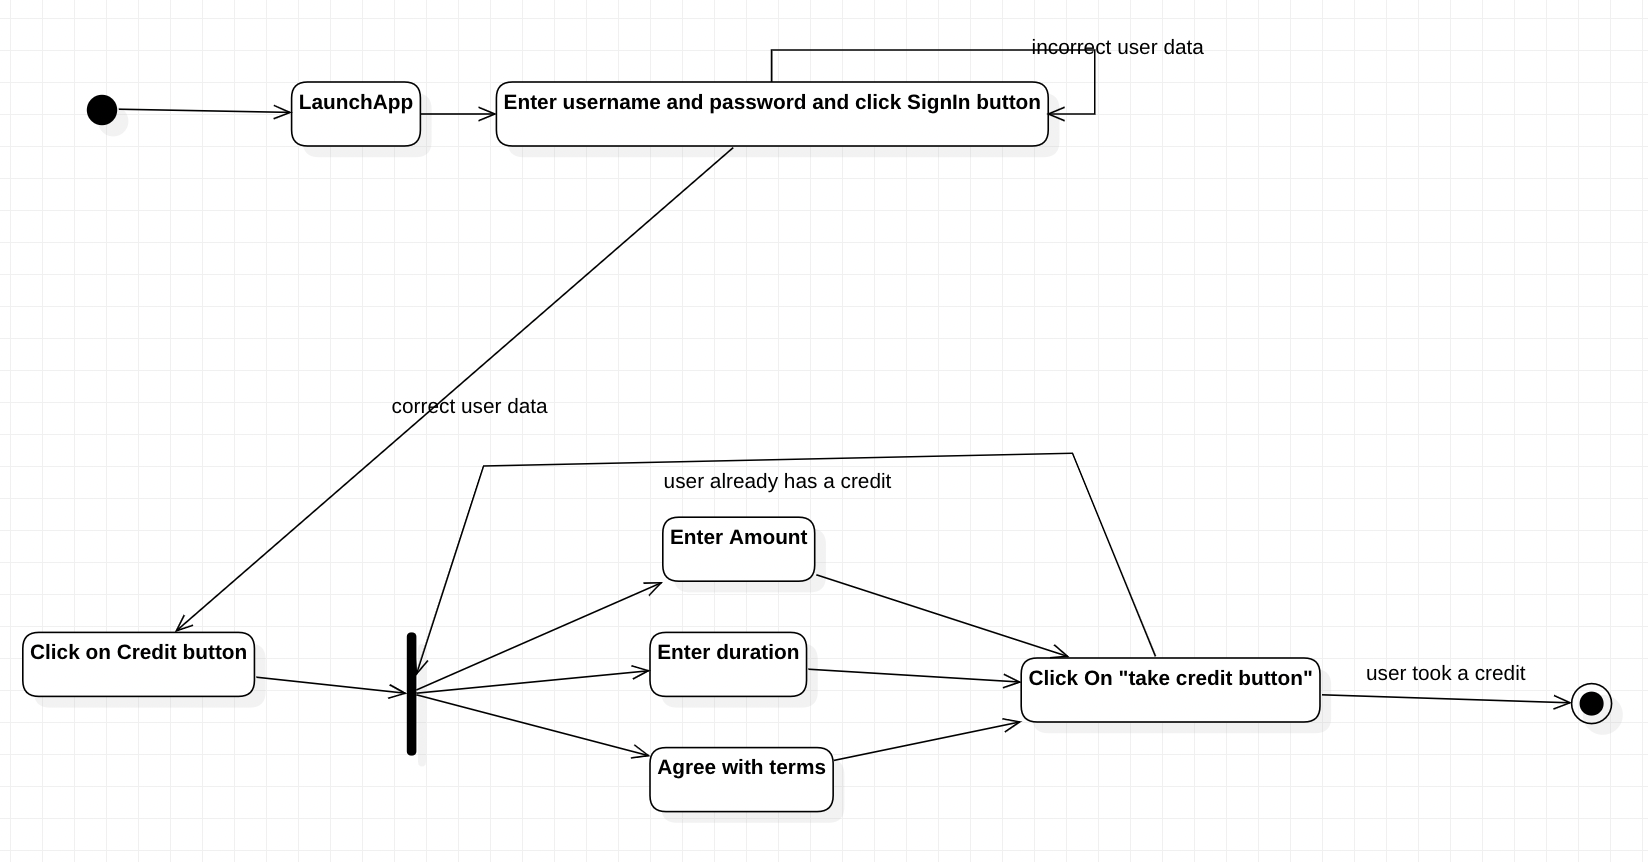 incorrect user data
LaunchApp
Enter username and password and click SignIn button
correct user data
user already has a credit
Enter Amount
Click on Credit button
Enter duration
Click On "take credit button"
user took a credit
Agree with terms